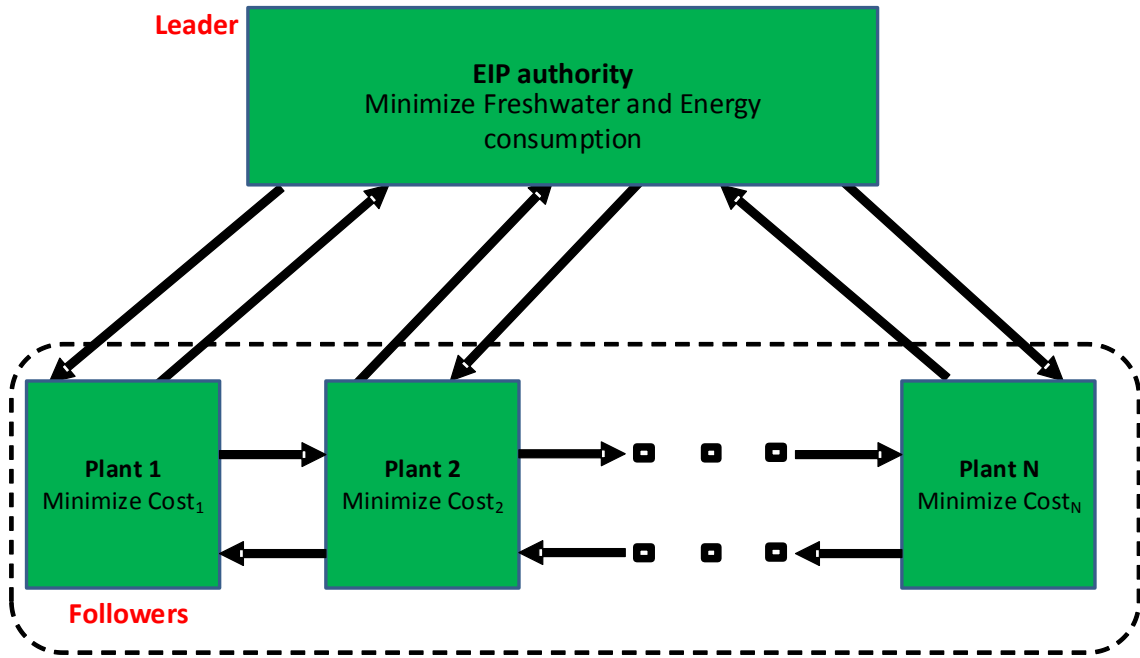 Leader
EIP authority
Minimize Freshwater and Energy
consumption
Plant 1
Minimize Cost₁
Plant 2
Minimize Cost₂
Plant N
Minimize Cost_N
Followers